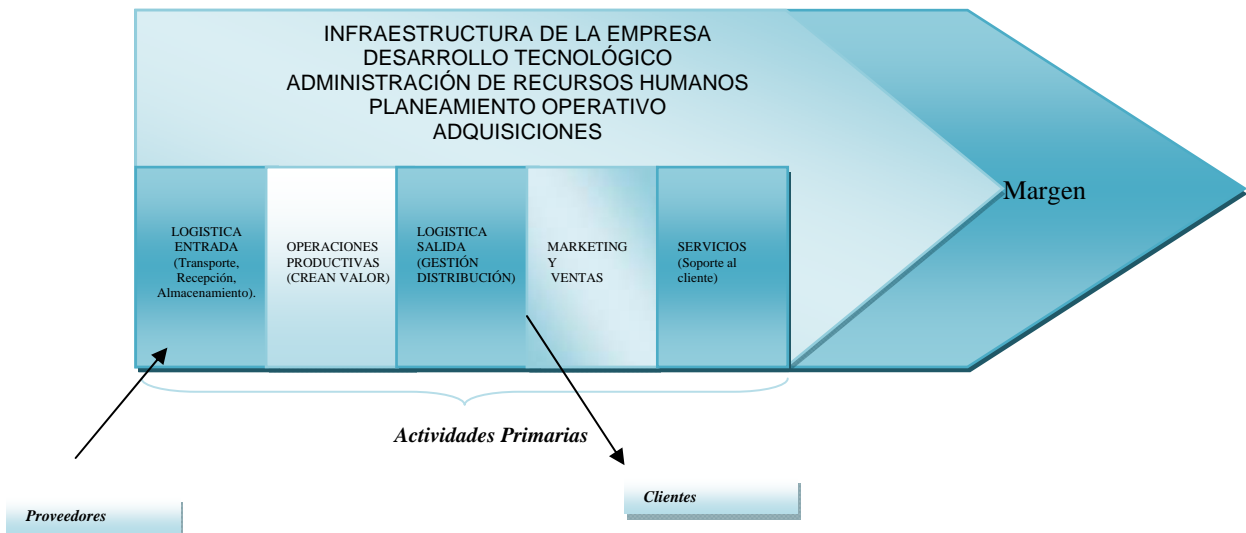 INFRAESTRUCTURA DE LA EMPRESA
DESARROLLO TECNOLÓGICO
ADMINISTRACIÓN DE RECURSOS HUMANOS
PLANEAMIENTO OPERATIVO
ADQUISICIONES
LOGISTICA
ENTRADA
(Transporte,
Recepción,
Almacenamiento).
OPERACIONES
PRODUCTIVAS
(CREAN VALOR)
LOGISTICA
SALIDA
(GESTIÓN
DISTRIBUCIÓN)
MARKETING
Y
VENTAS
SERVICIOS
(Soporte al
cliente)
Margen
Actividades Primarias
Proveedores
Clientes